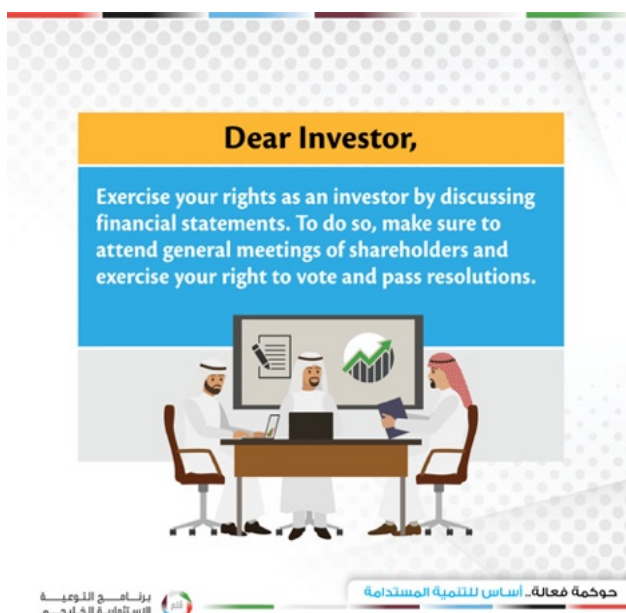 Dear Investor,
Exercise your rights as an investor by discussing
financial statements. To do so, make sure to
attend general meetings of shareholders and
exercise your right to vote and pass resolutions.
حوكمة فعالة.. أساس للتنمية المستدامة
برنامج التوعية
الاستثمارية الخليجي